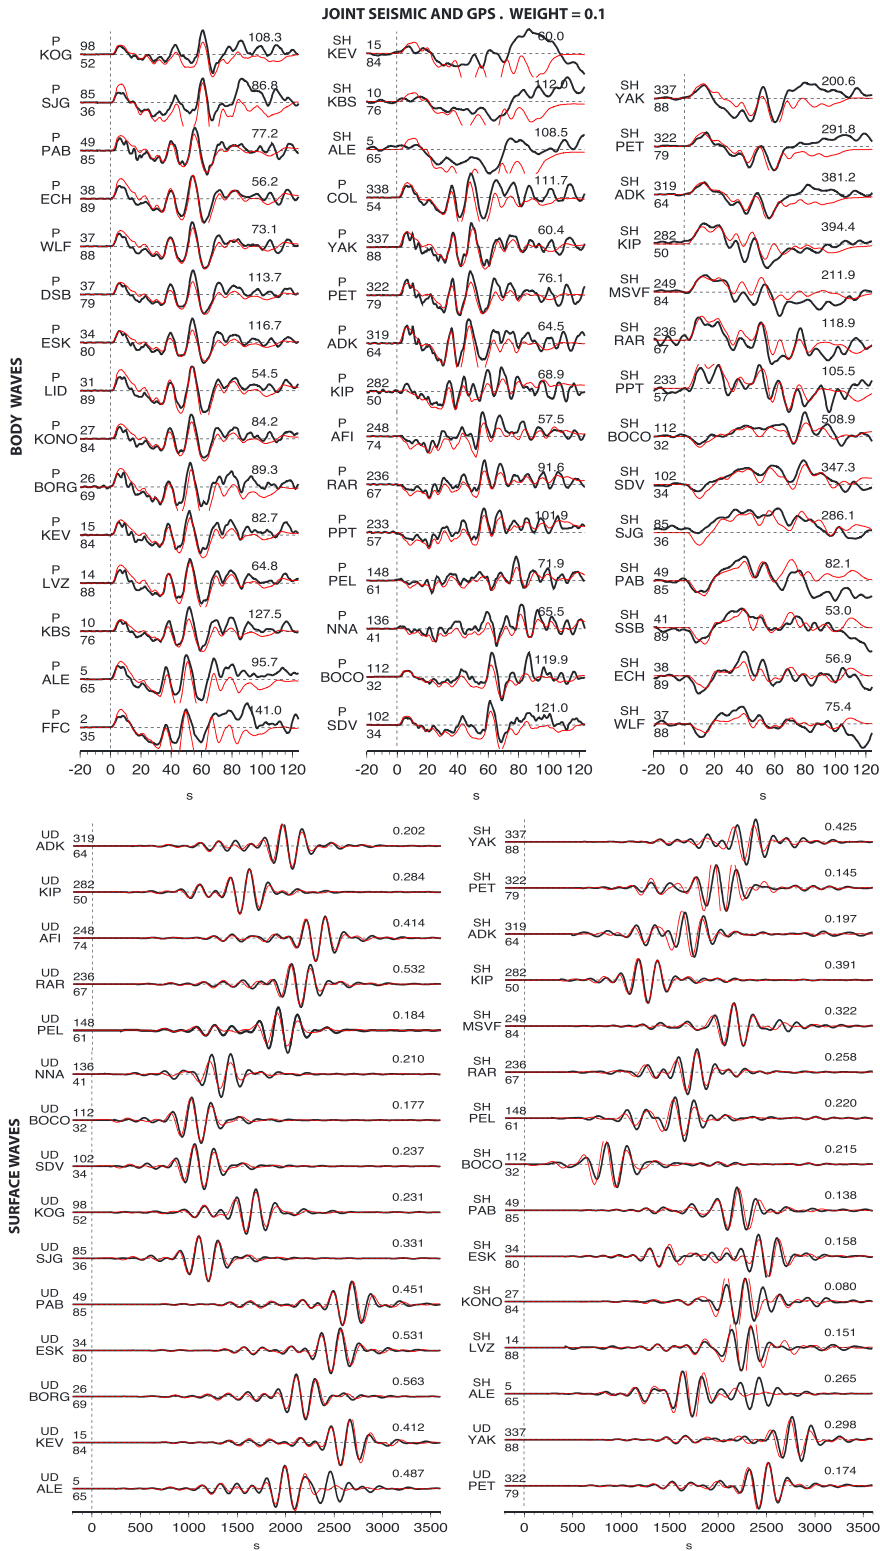 JOINT SEISMIC AND GPS . WEIGHT = 0.1
BODY WAVES
P
KOG 98 52 108.3
P
SJG 85 36 86.8
P
PAB 49 85 77.2
P
ECH 38 89 56.2
P
WLF 37 88 73.1
P
DSB 37 79 113.7
P
ESK 34 80 116.7
P
LID 31 89 54.5
P
KONO 27 84 84.2
P
BORG 26 69 89.3
P
KEV 15 84 82.7
P
LVZ 14 88 64.8
P
KBS 10 76 127.5
P
ALE 5 65 95.7
P
FFC 2 35 141.0
-20 0 20 40 60 80 100 120
s
SH
KEV 15 84 60.0
SH
KBS 10 76 112.0
SH
ALE 5 65 108.5
P
COL 338 54 111.7
P
YAK 337 88 60.4
P
PET 322 79 76.1
P
ADK 319 64 64.5
P
KIP 282 50 68.9
P
AFI 248 74 57.5
P
RAR 236 67 91.6
P
PPT 233 57 101.9
P
PEL 148 61 71.9
P
NNA 136 41 65.5
P
BOCO 112 32 119.9
P
SDV 102 34 121.0
-20 0 20 40 60 80 100 120
s
SH
YAK 337 88 200.6
SH
PET 322 79 291.8
SH
ADK 319 64 381.2
SH
KIP 282 50 394.4
SH
MSVF 249 84 211.9
SH
RAR 236 67 118.9
SH
PPT 233 57 105.5
SH
BOCO 112 32 508.9
SH
SDV 102 34 347.3
SH
SJG 85 36 286.1
SH
PAB 49 85 82.1
SH
SSB 41 89 53.0
SH
ECH 38 89 56.9
SH
WLF 37 88 75.4
-20 0 20 40 60 80 100 120
s
SURFACE WAVES
UD
ADK 319 64 0.202
UD
KIP 282 50 0.284
UD
AFI 248 74 0.414
UD
RAR 236 67 0.532
UD
PEL 148 61 0.184
UD
NNA 136 41 0.210
UD
BOCO 112 32 0.177
UD
SDV 102 34 0.237
UD
KOG 98 52 0.231
UD
SJG 85 36 0.331
UD
PAB 49 85 0.451
UD
ESK 34 80 0.531
UD
BORG 26 69 0.563
UD
KEV 15 84 0.412
UD
ALE 5 65 0.487
0 500 1000 1500 2000 2500 3000 3500
s
SH
YAK 337 88 0.425
SH
PET 322 79 0.145
SH
ADK 319 64 0.197
SH
KIP 282 50 0.391
SH
MSVF 249 84 0.322
SH
RAR 236 67 0.258
SH
PEL 148 61 0.220
SH
BOCO 112 32 0.215
SH
PAB 49 85 0.138
SH
ESK 34 80 0.158
SH
KONO 27 84 0.080
SH
LVZ 14 88 0.151
SH
ALE 5 65 0.265
UD
YAK 337 88 0.298
UD
PET 322 79 0.174
0 500 1000 1500 2000 2500 3000 3500
s